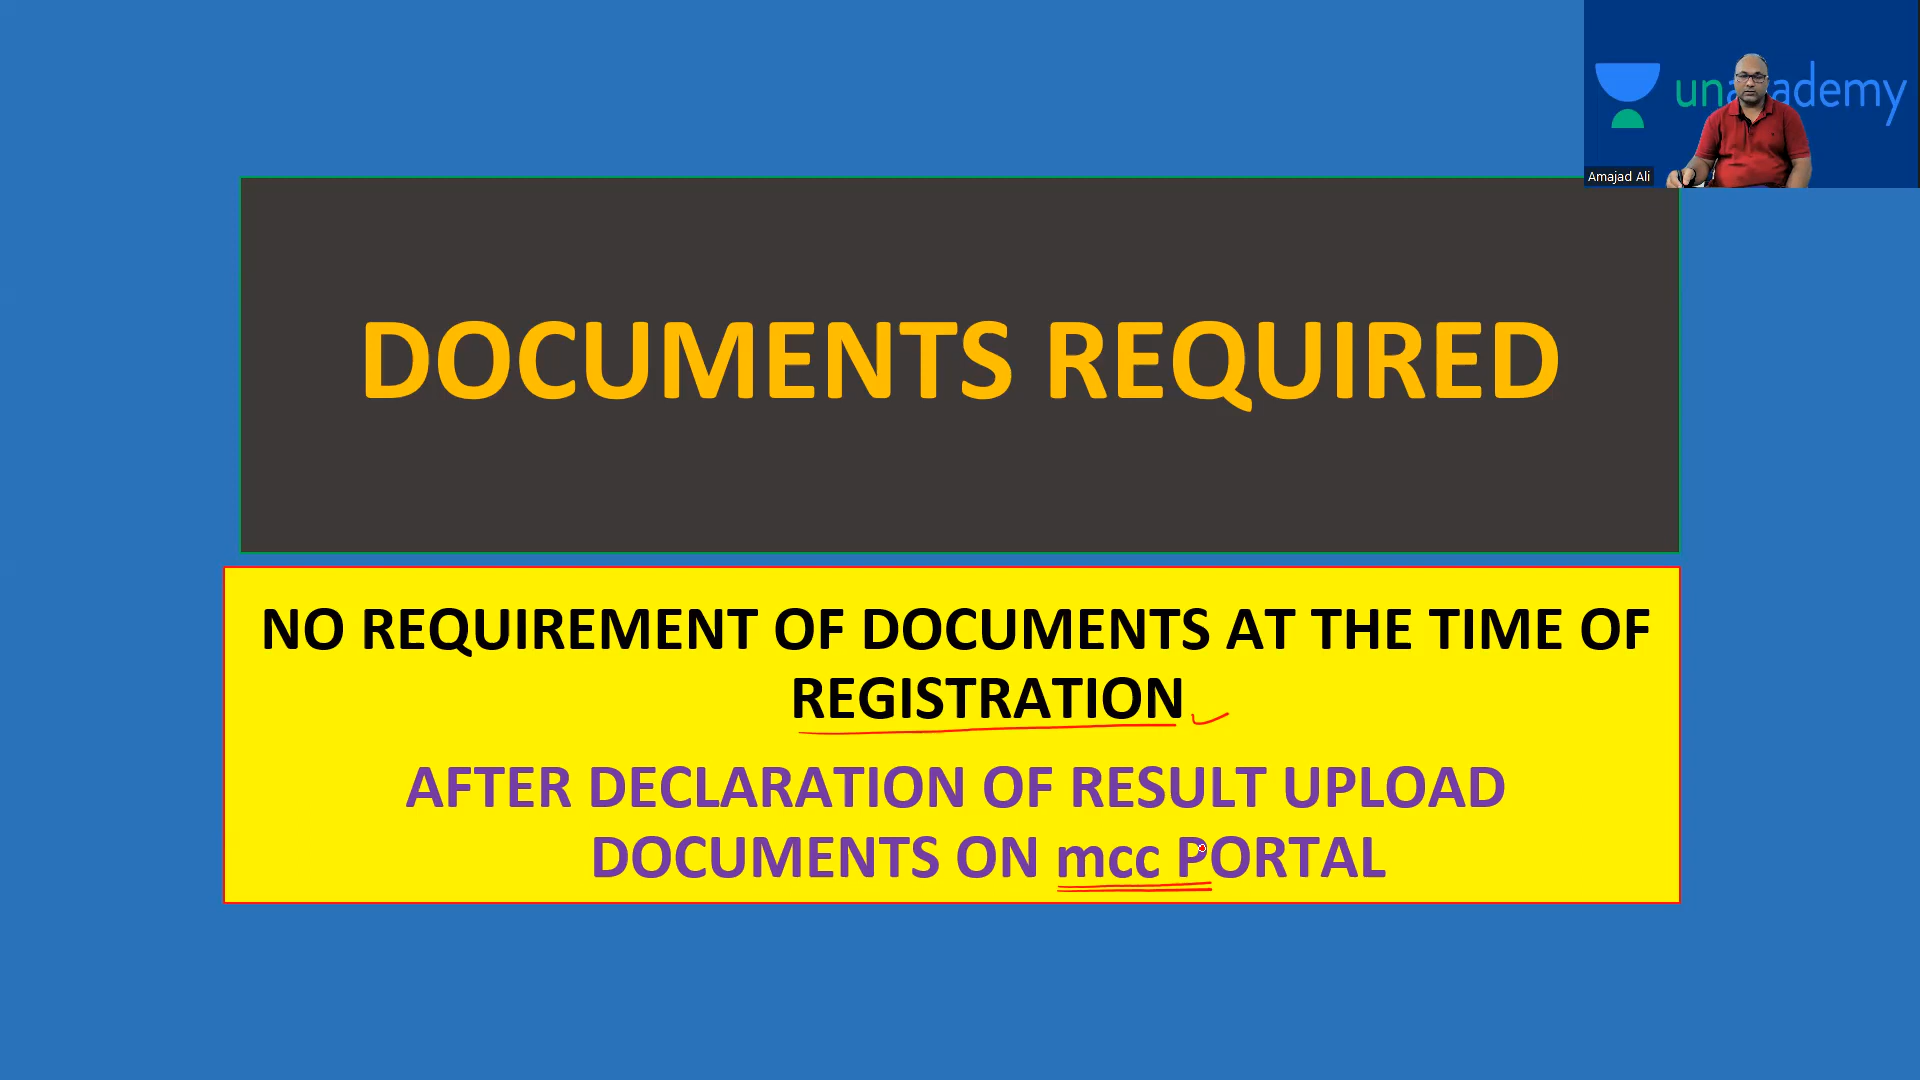 unacademy
Amajad Ali
DOCUMENTS REQUIRED
NO REQUIREMENT OF DOCUMENTS AT THE TIME OF
REGISTRATION
AFTER DECLARATION OF RESULT UPLOAD
DOCUMENTS ON mcc PORTAL